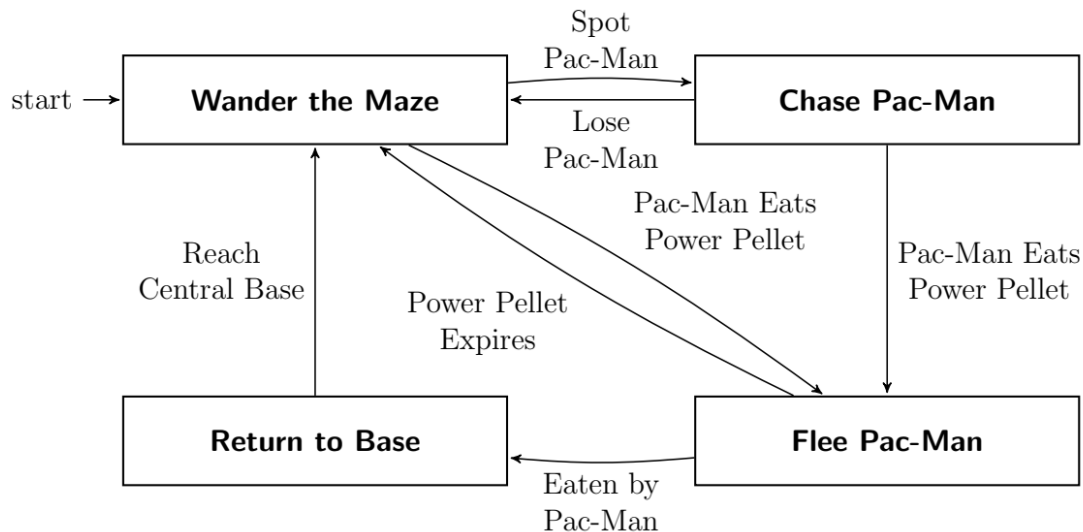 Spot
Pac-Man
start
Wander the Maze
Chase Pac-Man
Lose
Pac-Man
Pac-Man Eats
Power Pellet
Reach
Central Base
Pac-Man Eats
Power Pellet
Power Pellet
Expires
Return to Base
Flee Pac-Man
Eaten by
Pac-Man